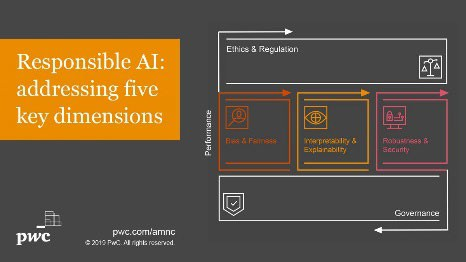 Responsible AI:
addressing five
key dimensions
Ethics & Regulation
Performance
Bias & Fairness
Interpretability &
Explainability
Robustness &
Security
Governance
pwc
pwc.com/amnc
© 2019 PwC. All rights reserved.